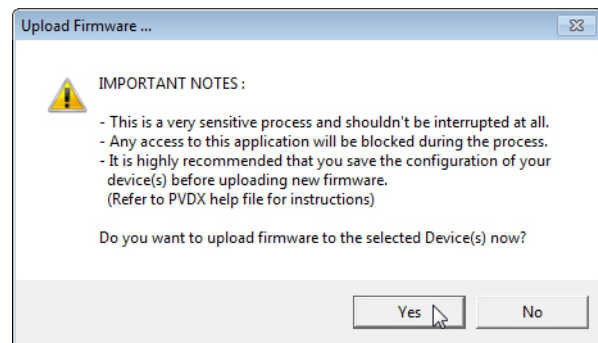 Upload Firmware ...
IMPORTANT NOTES :
- This is a very sensitive process and shouldn't be interrupted at all.
- Any access to this application will be blocked during the process.
- It is highly recommended that you save the configuration of your
device(s) before uploading new firmware.
(Refer to PVDX help file for instructions)
Do you want to upload firmware to the selected Device(s) now?
Yes
No